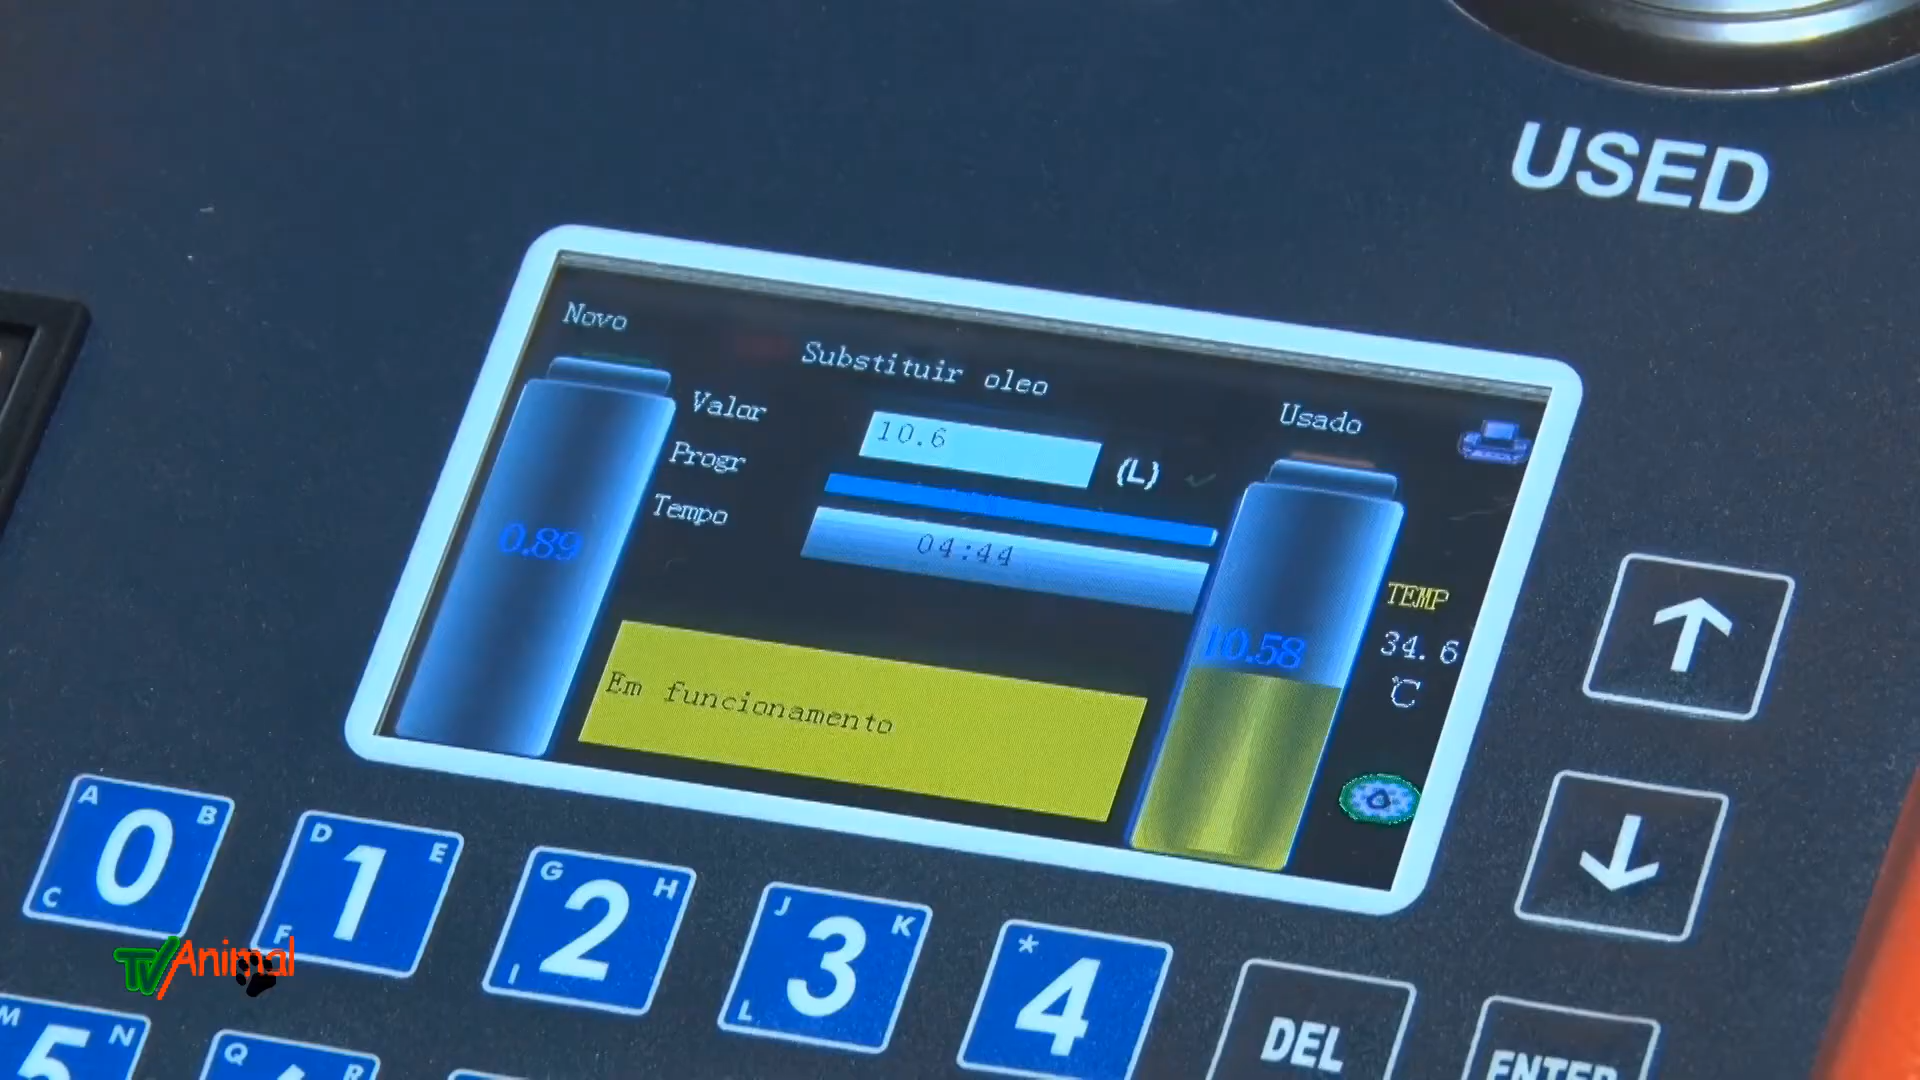 USED
Novo
Substituir oleo
Valor
10.6
(L)
Usado
Progr
Tempo
04:44
0.89
10.58
TEMP
34.6
℃
Em funcionamento
A B
0
C
D E
1
F
G H
2
I
J K
3
L
*
4
DEL
ENTER
M N
5
Q R
TV Animal